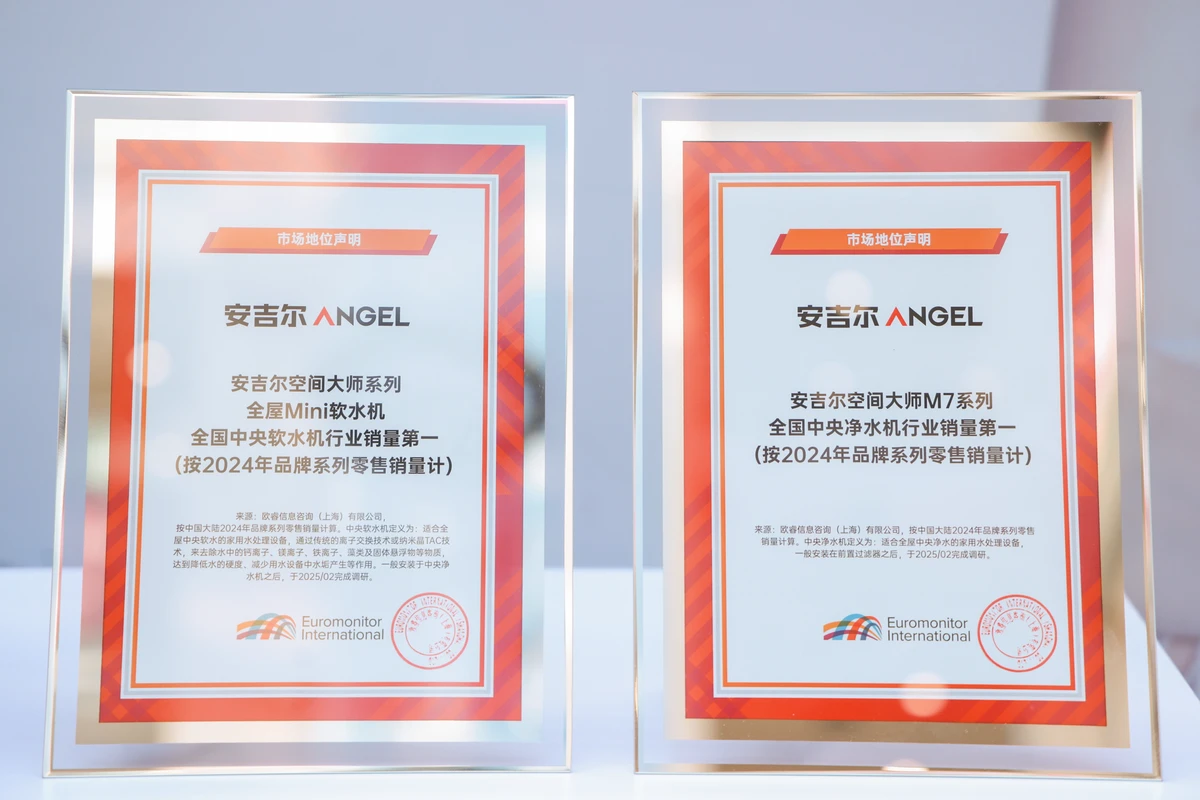 市场地位声明
安吉尔 ANGEL
安吉尔空间大师系列
全屋Mini软水机
全国中央软水机行业销量第一
(按2024年品牌系列零售销量计)
来源：欧睿信息咨询（上海）有限公司，
按中国大陆2024年品牌系列零售销量计算。中央软水机定义为：适合全
屋中央软水的家用水处理设备，通过传统的离子交换技术或纳米晶TAC技
术，来去除水中的钙离子、镁离子、铁离子、藻类及固体悬浮物等物质，
达到降低水的硬度、减少用水设备中水垢产生等作用。一般安装于中央净
水机之后，于2025/02完成调研。
Euromonitor
International
市场地位声明
安吉尔 ANGEL
安吉尔空间大师M7系列
全国中央净水机行业销量第一
(按2024年品牌系列零售销量计)
来源：欧睿信息咨询（上海）有限公司，按中国大陆2024年品牌系列零售
销量计算。中央净水机定义为：适合全屋中央净水的家用水处理设备，
一般安装在前置过滤器之后，于2025/02完成调研。
Euromonitor
International